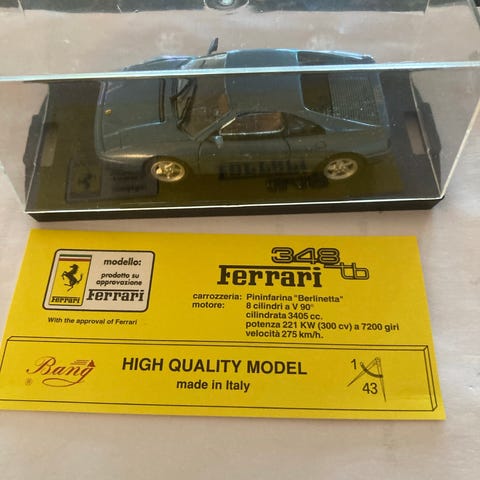 Ferrari
modello:
prodotto su
approvazione
Ferrari
Ferrari
With the approval of Ferrari
348 tb
Ferrari
carrozzeria: Pininfarina "Berlinetta"
motore: 8 cilindri a V 90°
cilindrata 3405 cc.
potenza 221 KW (300 cv) a 7200 giri
velocità 275 km/h.
Bang
®
HIGH QUALITY MODEL
made in Italy
1
43